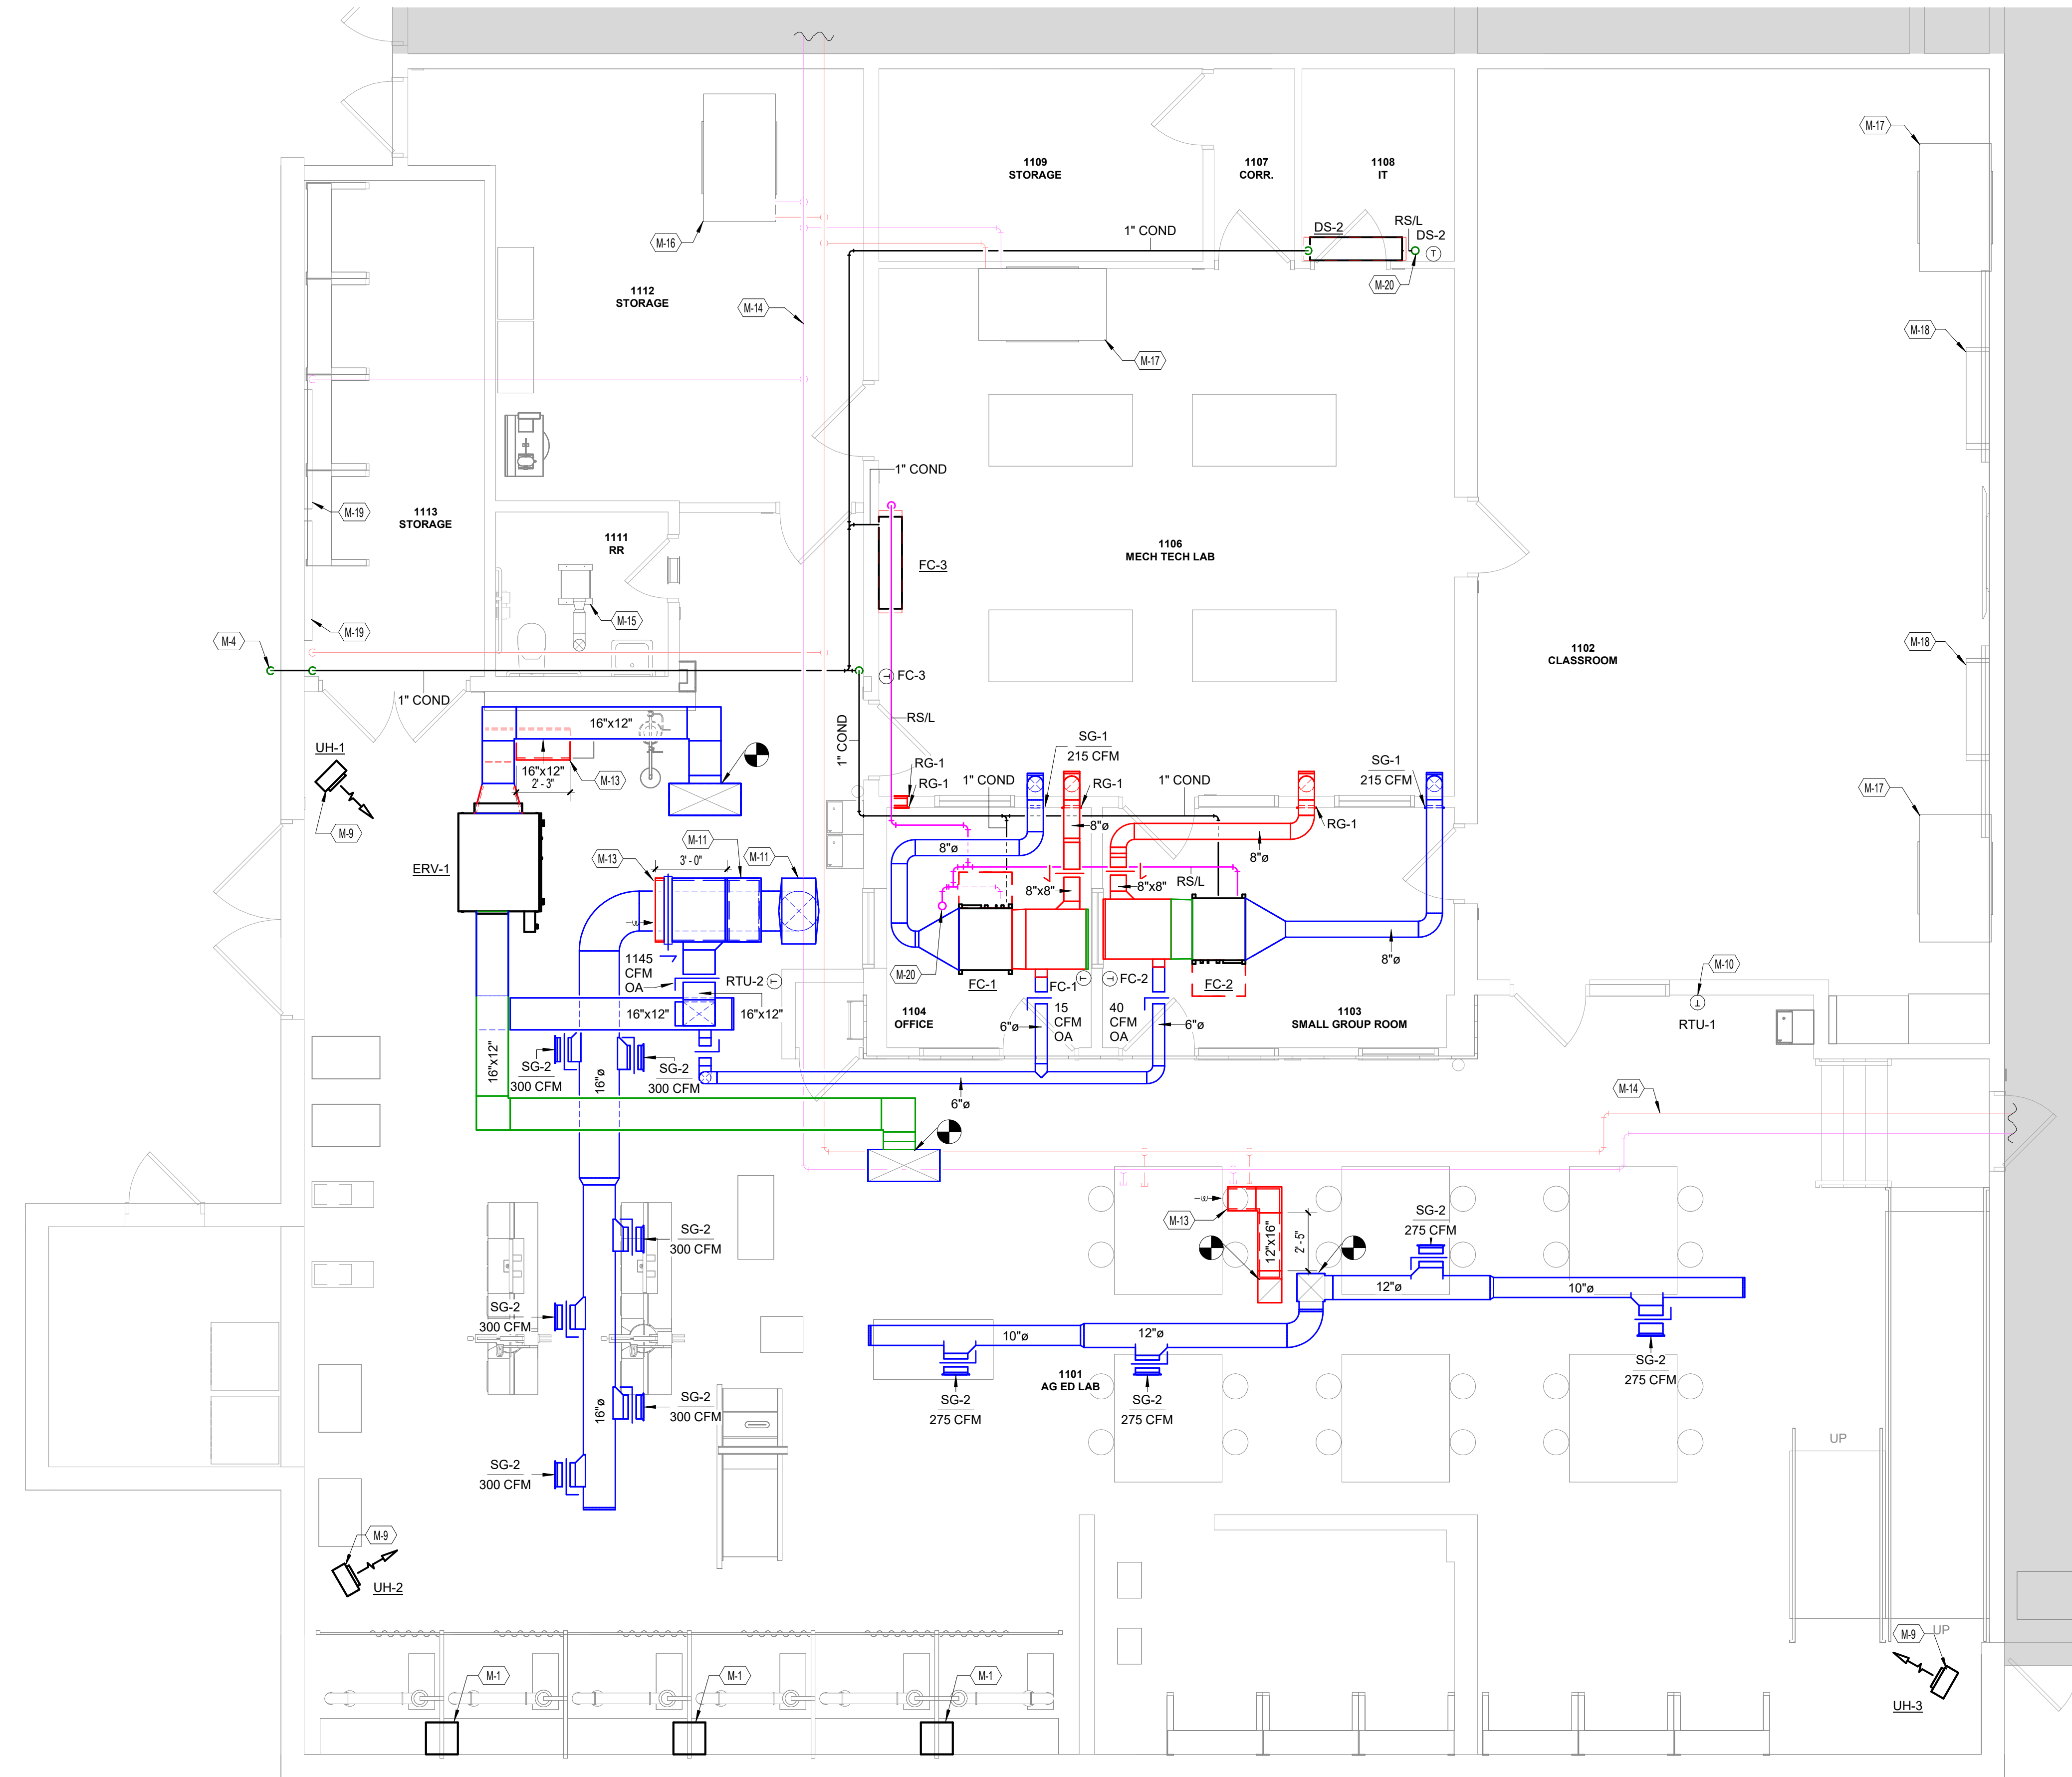 M-17
1109
STORAGE
1107
CORR.
1108
IT
M-16
1" COND
DS-2
RS/L
DS-2
T
M-20
1112
STORAGE
M-14
M-18
M-17
1" COND
M-19
1113
STORAGE
1111
RR
1106
MECH TECH LAB
FC-3
M-15
M-19
M-4
M-18
1102
CLASSROOM
1" COND
T
FC-3
RS/L
1" COND
16"x12"
UH-1
16"x12"
2' - 3"
M-13
SG-1
215 CFM
SG-1
215 CFM
RG-1
RG-1
1" COND
RG-1
1" COND
M-17
M-9
8"ø
RG-1
M-11
M-13
3' - 0"
M-11
8"ø
8"ø
ERV-1
8"x8"
8"x8"
RS/L
1145
CFM
OA
RTU-2
T
M-20
FC-1
FC-1
T
T
FC-2
FC-2
8"ø
M-10
T
RTU-1
16"x12"
16"x12"
1104
OFFICE
15
CFM
OA
40
CFM
OA
6"ø
6"ø
1103
SMALL GROUP ROOM
16"x12"
SG-2
300 CFM
16"ø
SG-2
300 CFM
6"ø
M-14
M-13
12"x16"
2' - 5"
SG-2
275 CFM
SG-2
300 CFM
12"ø
10"ø
SG-2
300 CFM
10"ø
12"ø
SG-2
275 CFM
1101
AG ED LAB
SG-2
275 CFM
SG-2
275 CFM
SG-2
300 CFM
16"ø
UP
SG-2
300 CFM
M-9
UH-2
M-9
UP
M-1
M-1
M-1
UH-3